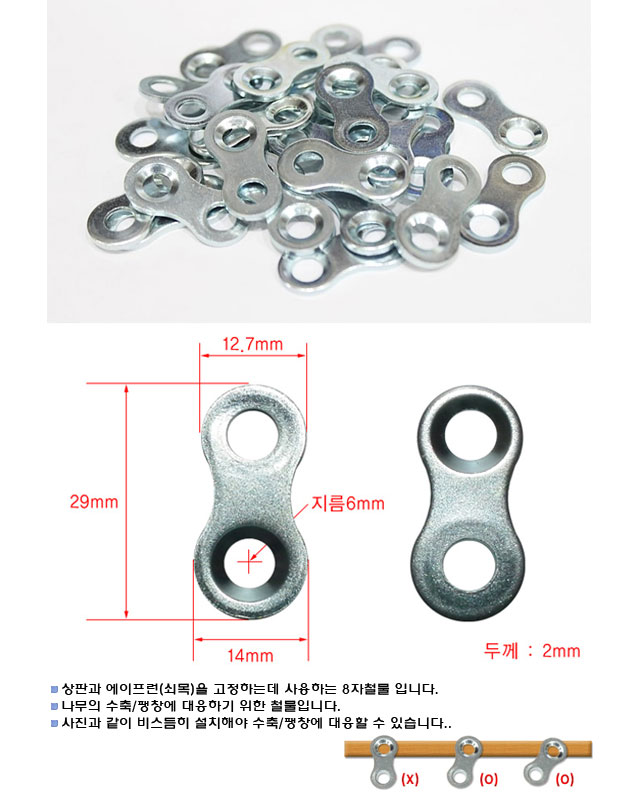 12.7mm
29mm
지름6mm
14mm
두께 : 2mm
상판과 에이프런(쇠목)을 고정하는데 사용하는 8자철물 입니다.
나무의 수축/팽창에 대응하기 위한 철물입니다.
사진과 같이 비스듬히 설치해야 수축/팽창에 대응할 수 있습니다..
(X) (O) (O)